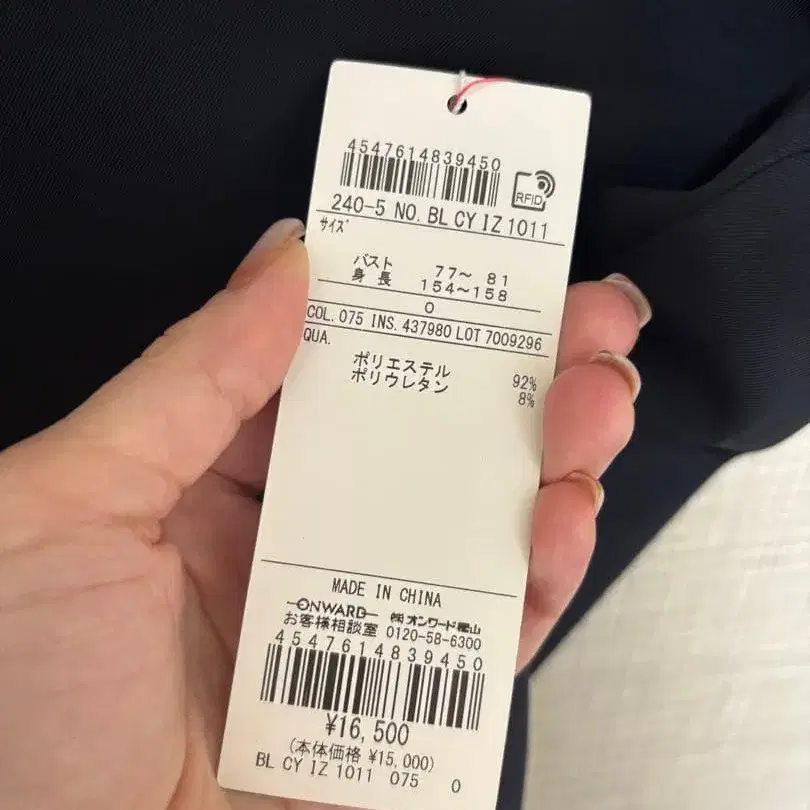 4547614839450
RFID
240-5 NO. BL CY IZ 1011
サイズ
バスト 77～ 81
身長 154～158
0
COL. 075 INS. 437980 LOT 7009296
QUA.
ポリエステル 92%
ポリウレタン 8%
MADE IN CHINA
ONWARD ㈱オンワード樫山
お客様相談室 0120-58-6300
4547614839450
¥16,500
(本体価格 ¥15,000)
BL CY IZ 1011 075 0